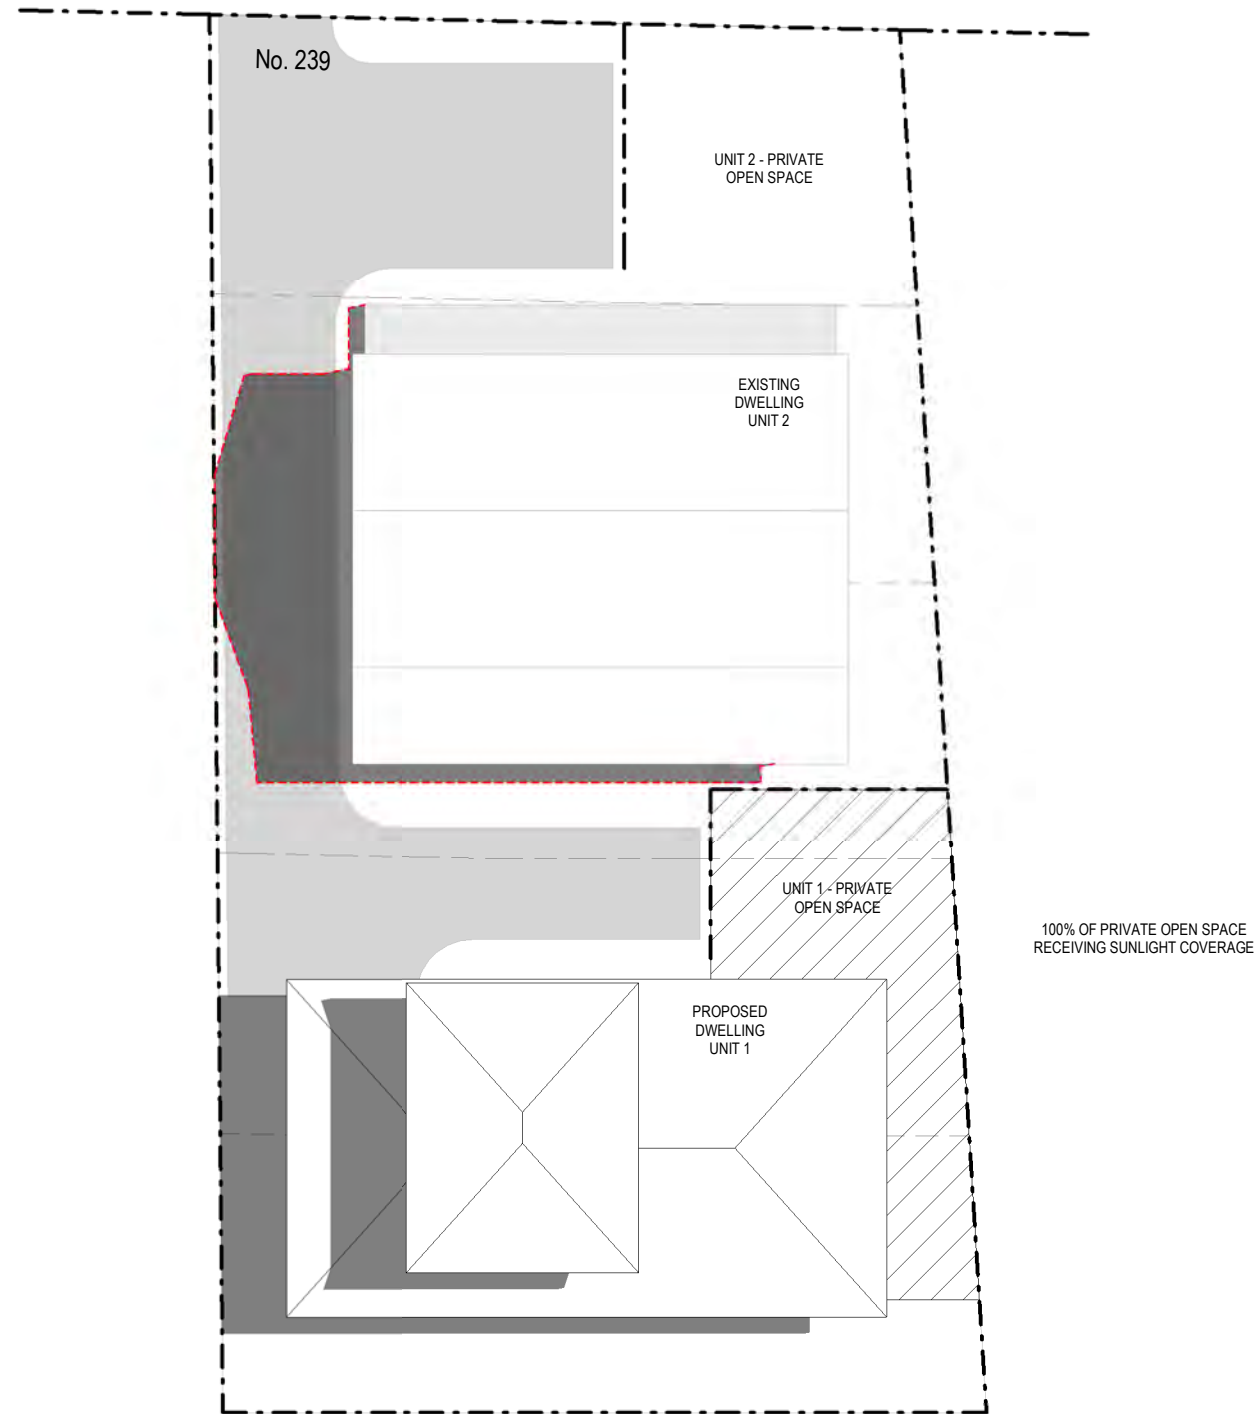 No. 239
UNIT 2 - PRIVATE
OPEN SPACE
EXISTING
DWELLING
UNIT 2
UNIT 1 - PRIVATE
OPEN SPACE
100% OF PRIVATE OPEN SPACE
RECEIVING SUNLIGHT COVERAGE
PROPOSED
DWELLING
UNIT 1